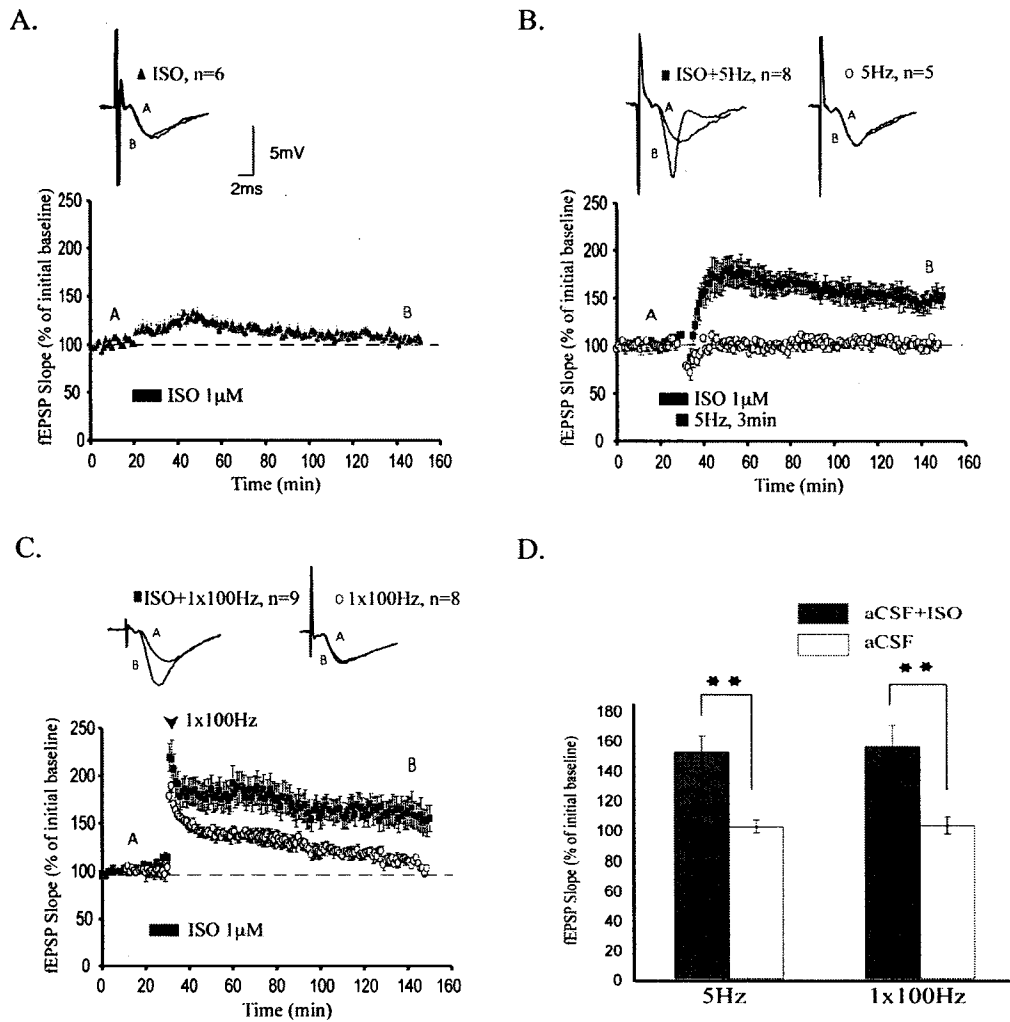 A.
ISO, n=6
A
B
5mV
2ms
fEPSP Slope (% of initial baseline)
250
200
150
100
50
0
A
B
ISO 1μM
0 20 40 60 80 100 120 140 160
Time (min)
B.
ISO+5Hz, n=8
5Hz, n=5
A
B
A
B
fEPSP Slope (% of initial baseline)
250
200
150
100
50
0
A
B
ISO 1μM
5Hz, 3min
0 20 40 60 80 100 120 140 160
Time (min)
C.
ISO+1x100Hz, n=9
1x100Hz, n=8
A
B
A
B
1x100Hz
fEPSP Slope (% of initial baseline)
250
200
150
100
50
0
A
B
ISO 1μM
0 20 40 60 80 100 120 140 160
Time (min)
D.
aCSF+ISO
aCSF
fEPSP Slope (% of initial baseline)
180
160
140
120
100
80
60
40
20
0
* *
* *
5Hz
1x100Hz